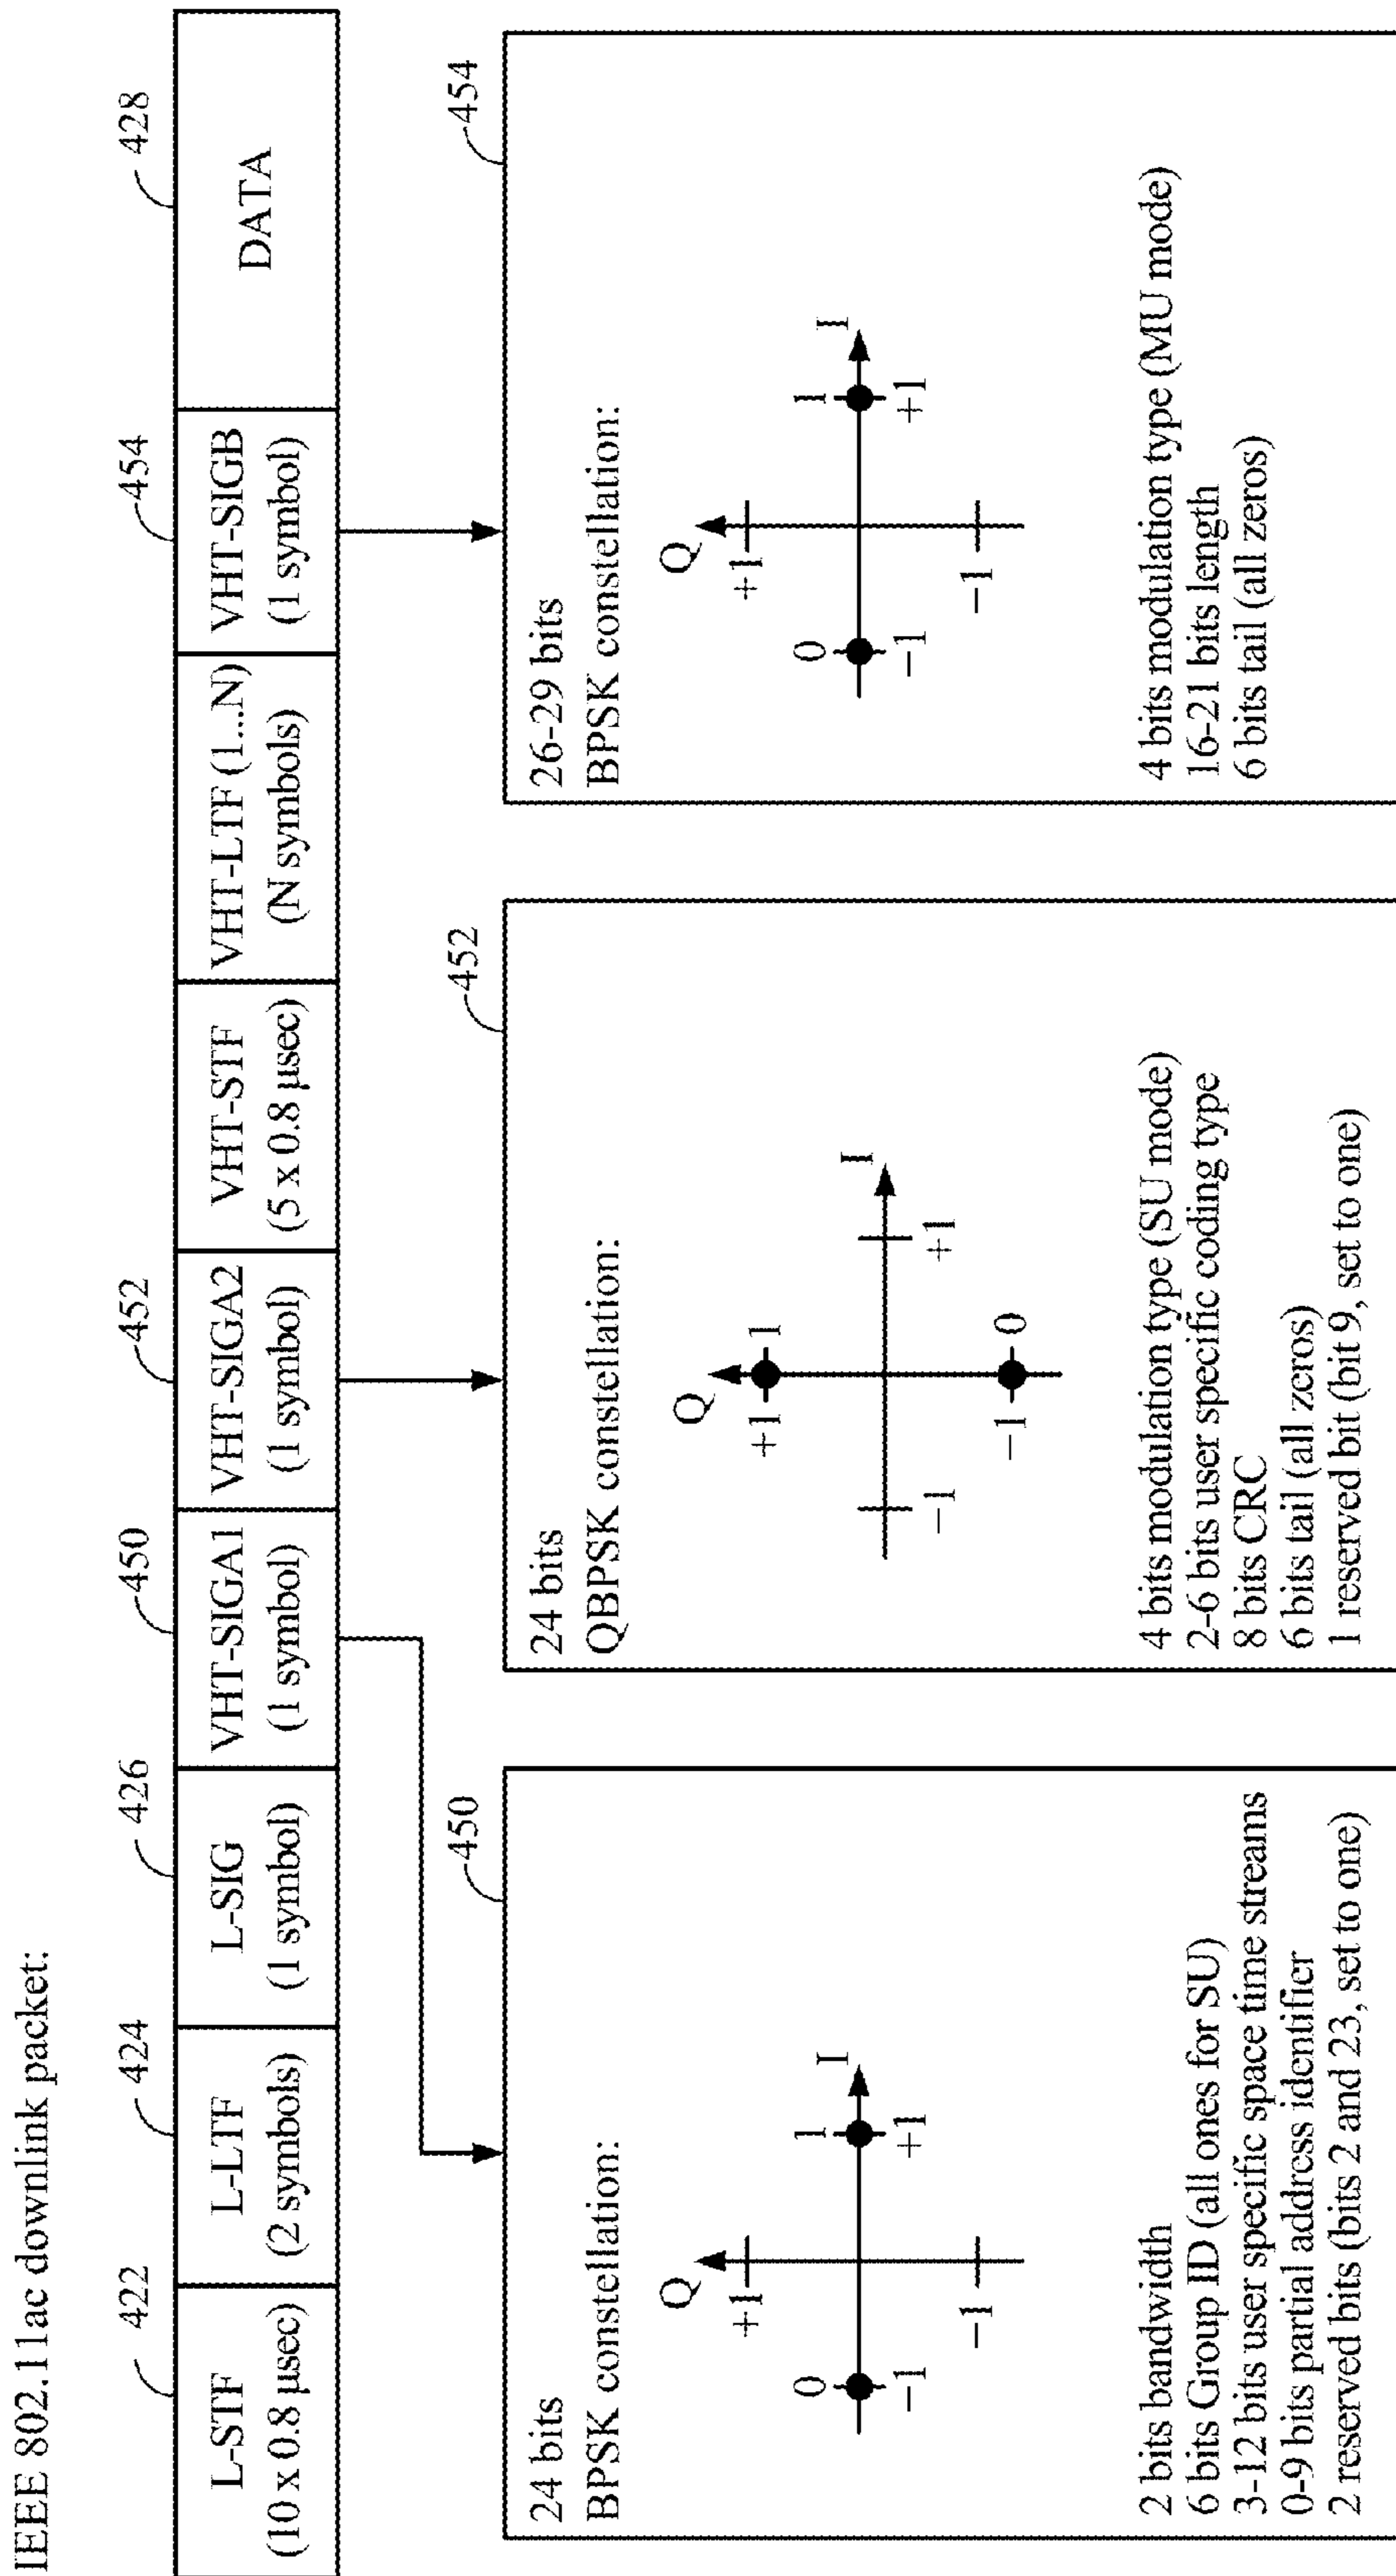 IEEE 802.11ac downlink packet:
422
424
426
450
452
454
428
L-STF
(10 x 0.8 μsec)
L-LTF
(2 symbols)
L-SIG
(1 symbol)
VHT-SIGA1
(1 symbol)
VHT-SIGA2
(1 symbol)
VHT-STF
(5 x 0.8 μsec)
VHT-LTF (1...N)
(N symbols)
VHT-SIGB
(1 symbol)
DATA
450
24 bits
BPSK constellation:
Q
+1
I
0
1
−1
+1
−1
2 bits bandwidth
6 bits Group ID (all ones for SU)
3-12 bits user specific space time streams
0-9 bits partial address identifier
2 reserved bits (bits 2 and 23, set to one)
452
24 bits
QBPSK constellation:
Q
+1
1
I
−1
+1
−1
0
4 bits modulation type (SU mode)
2-6 bits user specific coding type
8 bits CRC
6 bits tail (all zeros)
1 reserved bit (bit 9, set to one)
454
26-29 bits
BPSK constellation:
Q
+1
I
0
1
−1
+1
−1
4 bits modulation type (MU mode)
16-21 bits length
6 bits tail (all zeros)